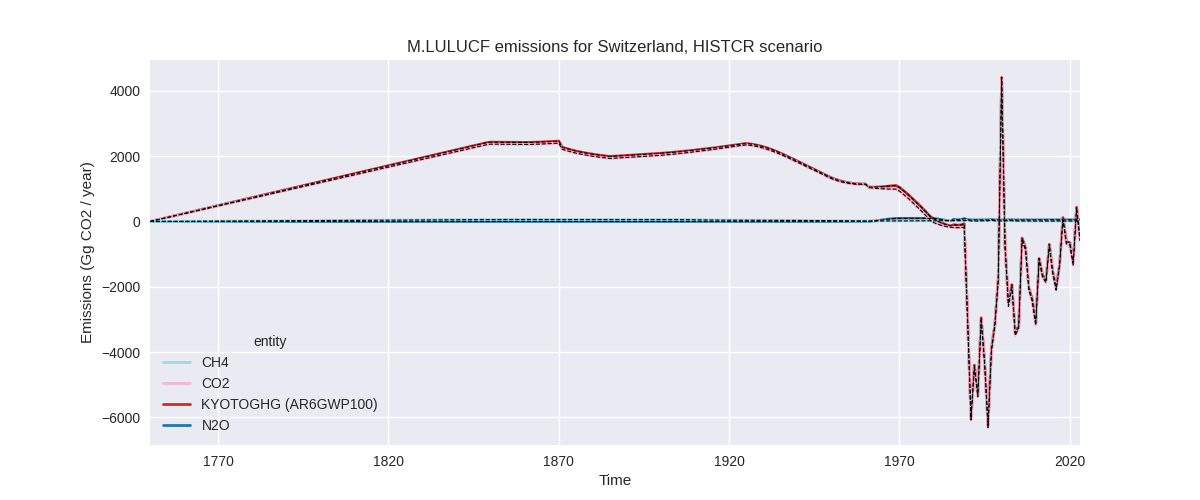 M.LULUCF emissions for Switzerland, HISTCR scenario
Emissions (Gg CO2 / year)
4000
2000
0
−2000
−4000
−6000
entity
CH4
CO2
KYOTOGHG (AR6GWP100)
N2O
1770
1820
1870
1920
1970
2020
Time